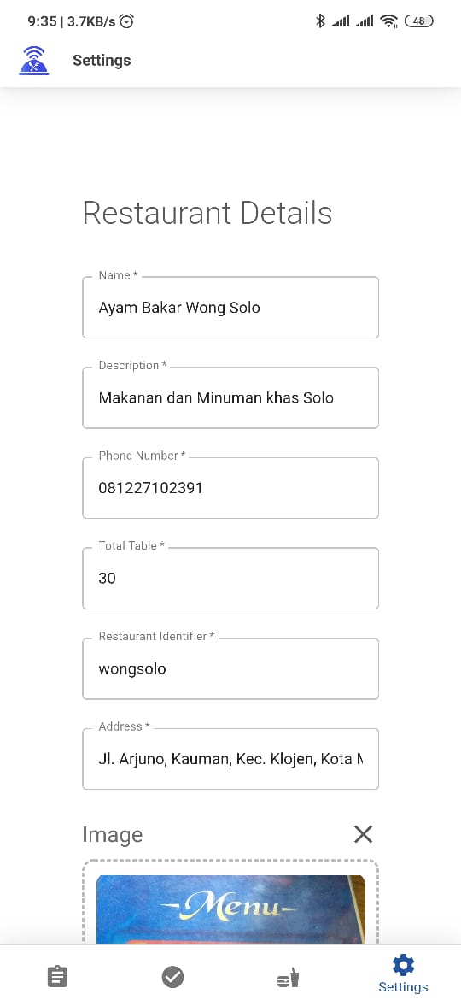 9:35 | 3.7KB/s
48
Settings
Restaurant Details
Name *
Ayam Bakar Wong Solo
Description *
Makanan dan Minuman khas Solo
Phone Number *
081227102391
Total Table *
30
Restaurant Identifier *
wongsolo
Address *
Jl. Arjuno, Kauman, Kec. Klojen, Kota
Image
Menu
Settings